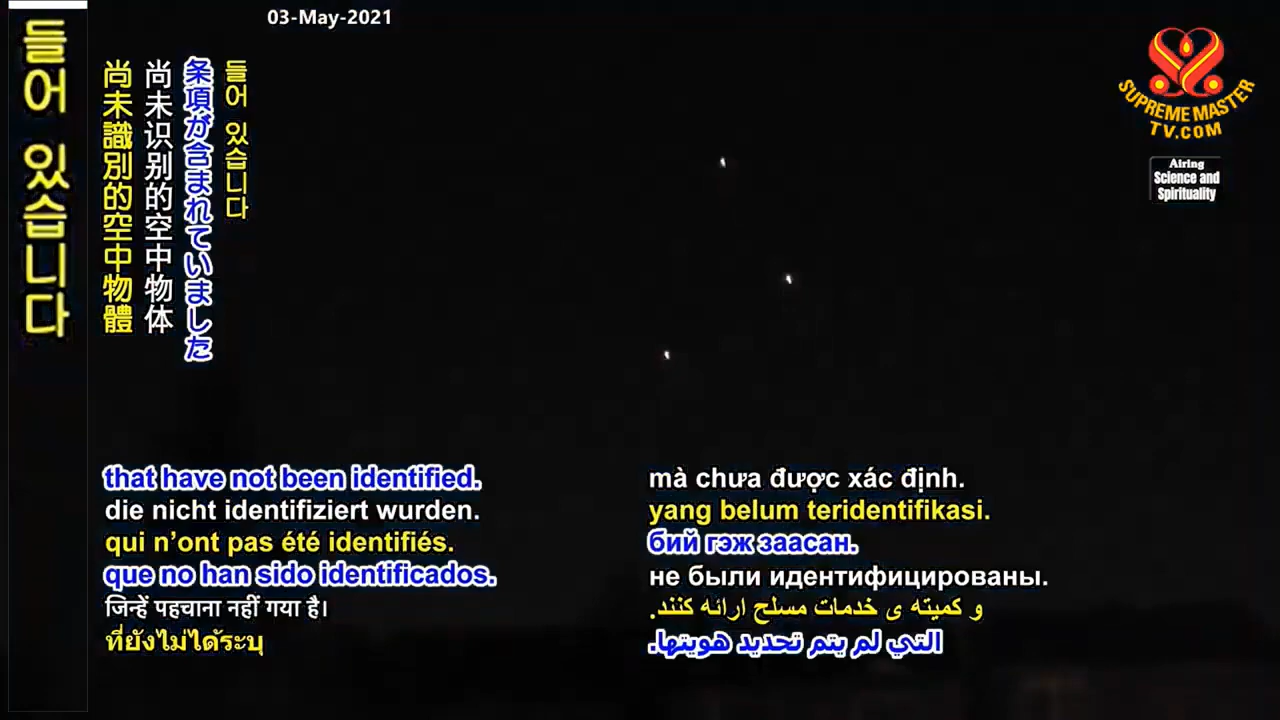 들어 있습니다
03-May-2021
尚未識別的空中物體
尚未识别的空中物体
条項が含まれていました
들어 있습니다
SUPREME MASTER
TV.COM
Airing
Science and
Spirituality
that have not been identified.
die nicht identifiziert wurden.
qui n’ont pas été identifiés.
que no han sido identificados.
जिन्हें पहचाना नहीं गया है।
ที่ยังไม่ได้ระบุ
mà chưa được xác định.
yang belum teridentifikasi.
бий гэж заасан.
не были идентифицированы.
و کمیته ی خدمات مسلح ارائه کنند.
التي لم يتم تحديد هويتها.